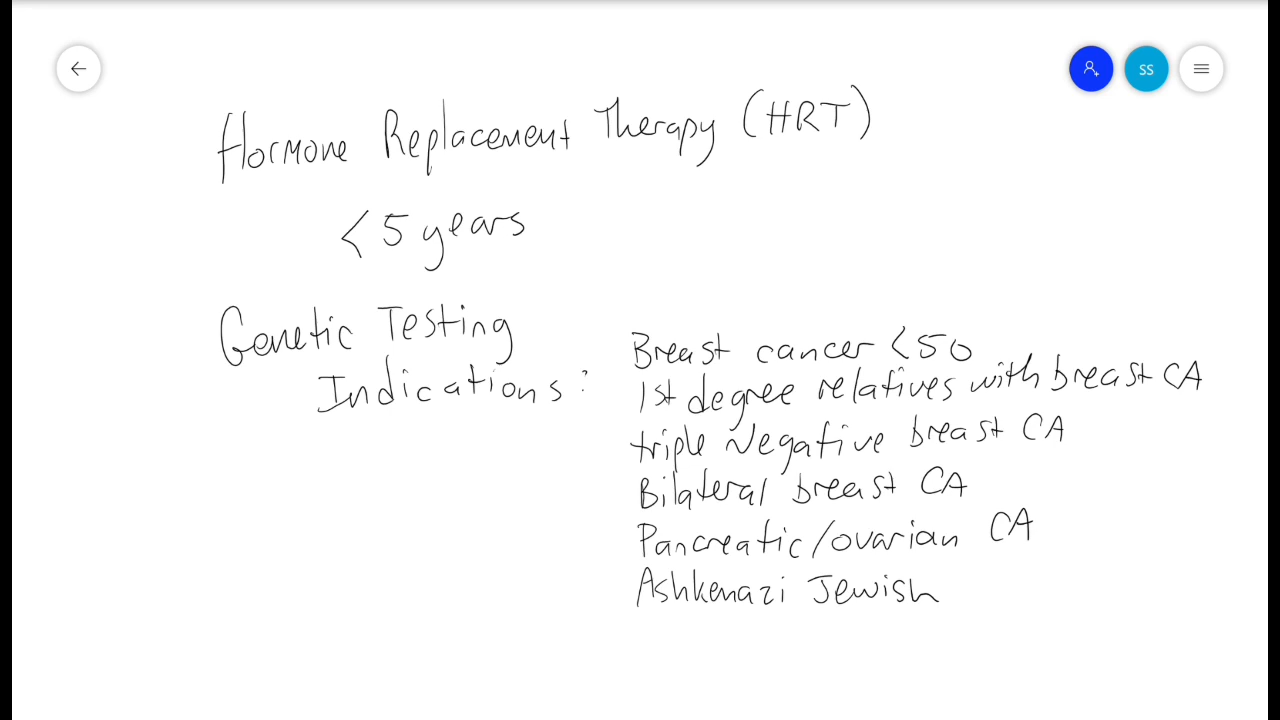 SS
Hormone Replacement Therapy (HRT)
< 5 years
Genetic Testing
Indications:
Breast cancer < 50
1st degree relatives with breast CA
triple Negative breast CA
Bilateral breast CA
Pancreatic/ovarian CA
Ashkenazi Jewish